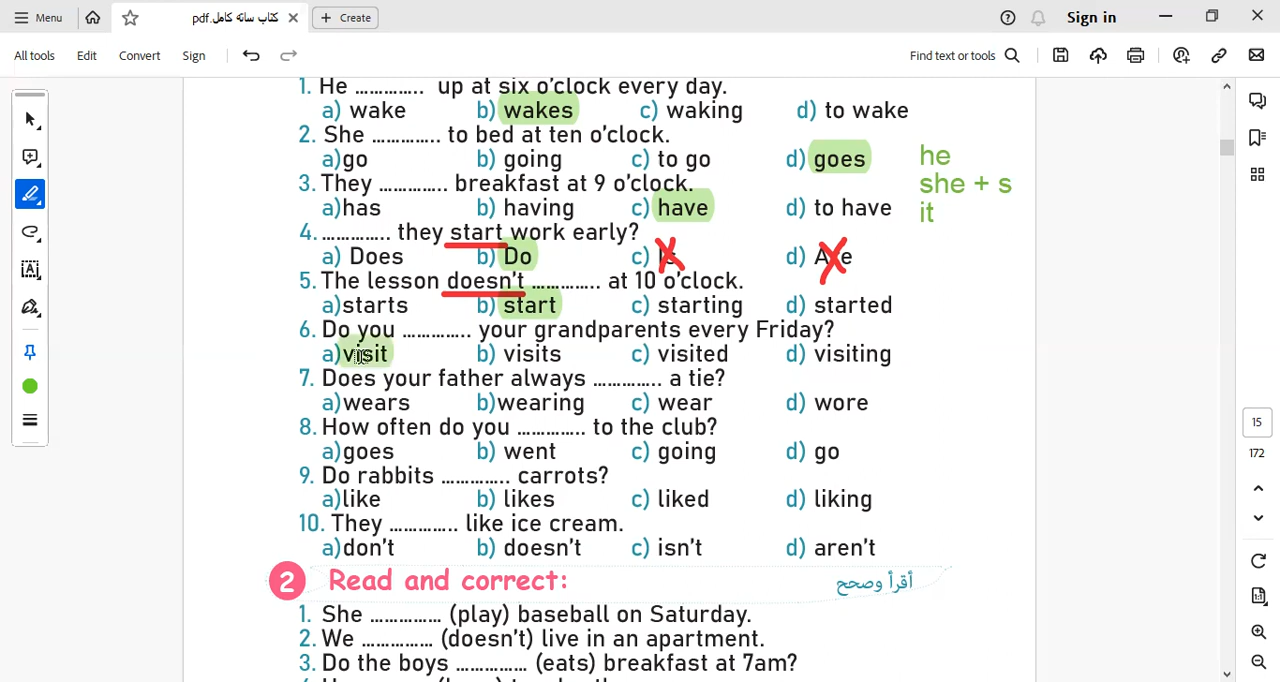 Menu
كتاب ساته كامل.pdf
Create
Sign in
All tools
Edit
Convert
Sign
Find text or tools
1. He ………….. up at six o'clock every day.
a) wake b) wakes c) waking d) to wake
2. She ………….. to bed at ten o'clock.
a)go b) going c) to go d) goes
he
3. They ………….. breakfast at 9 o'clock.
she + s
a)has b) having c) have d) to have
it
4. ………….. they start work early?
a) Does b) Do c) Is d) Are
5. The lesson doesn't ………….. at 10 o'clock.
a)starts b) start c) starting d) started
6. Do you ………….. your grandparents every Friday?
a)visit b) visits c) visited d) visiting
7. Does your father always ………….. a tie?
a)wears b)wearing c) wear d) wore
8. How often do you ………….. to the club?
a)goes b) went c) going d) go
9. Do rabbits ………….. carrots?
a)like b) likes c) liked d) liking
10. They ………….. like ice cream.
a)don't b) doesn't c) isn't d) aren't
2 Read and correct: أقرأ وصحح
1. She …………… (play) baseball on Saturday.
2. We …………… (doesn't) live in an apartment.
3. Do the boys …………… (eats) breakfast at 7am?
15
172